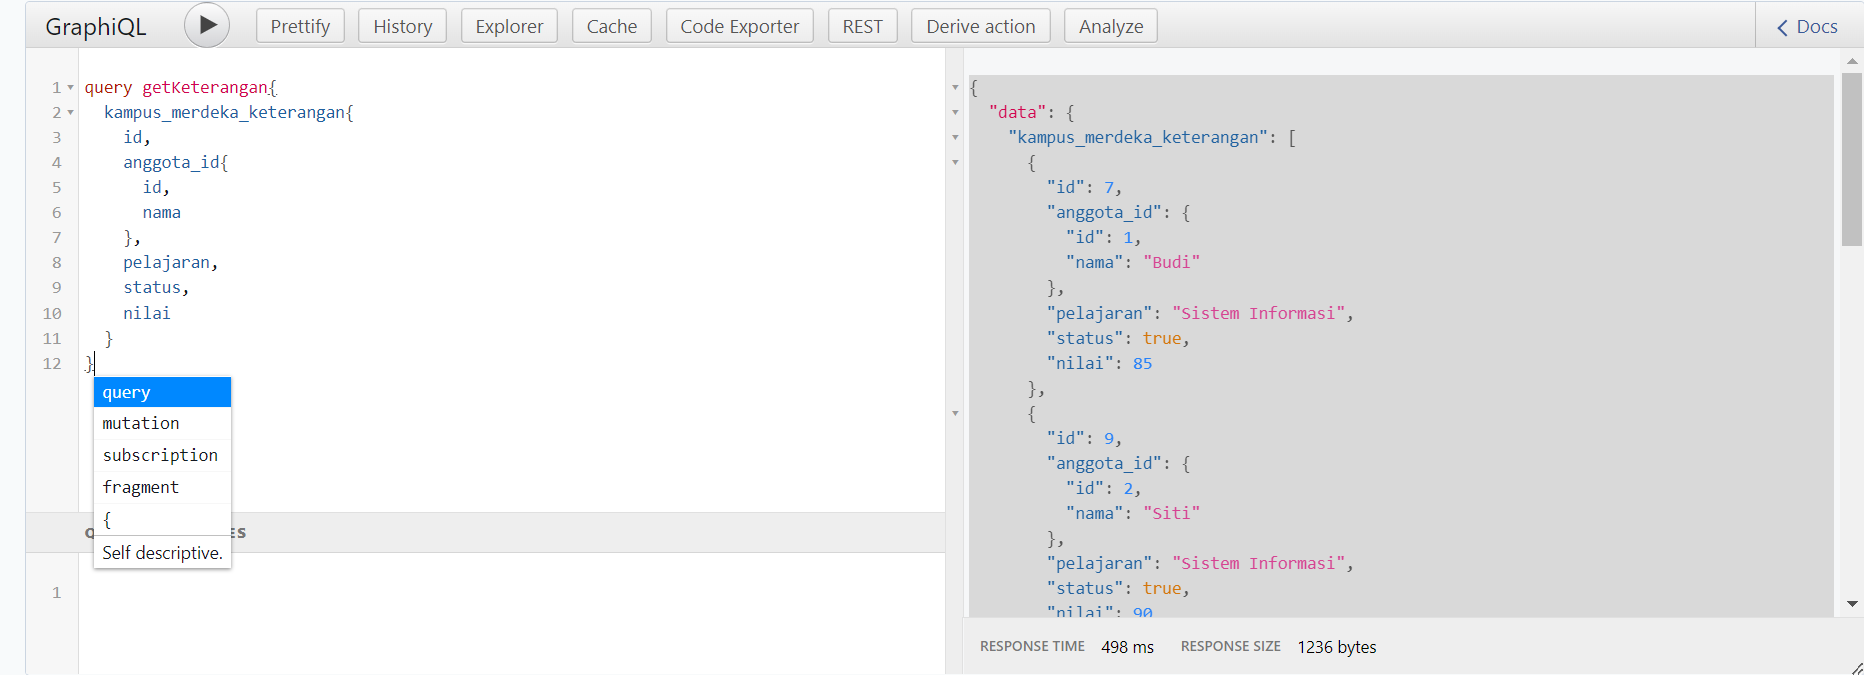 GraphiQL
Prettify
History
Explorer
Cache
Code Exporter
REST
Derive action
Analyze
Docs
1 query getKeterangan{
2 kampus_merdeka_keterangan{
3 id,
4 anggota_id{
5 id,
6 nama
7 },
8 pelajaran,
9 status,
10 nilai
11 }
12 }
query
mutation
subscription
fragment
{
Self descriptive.
1
{
"data": {
"kampus_merdeka_keterangan": [
{
"id": 7,
"anggota_id": {
"id": 1,
"nama": "Budi"
},
"pelajaran": "Sistem Informasi",
"status": true,
"nilai": 85
},
{
"id": 9,
"anggota_id": {
"id": 2,
"nama": "Siti"
},
"pelajaran": "Sistem Informasi",
"status": true,
"nilai": 90
RESPONSE TIME 498 ms RESPONSE SIZE 1236 bytes